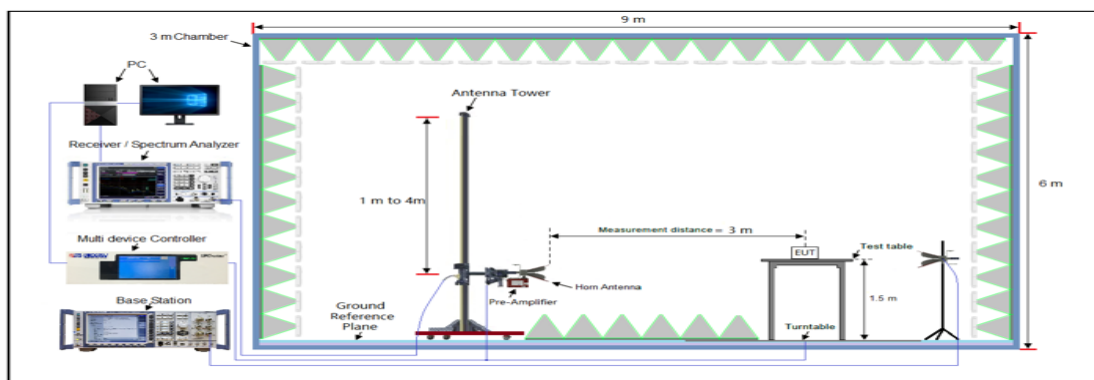 9 m
3 m Chamber
PC
Antenna Tower
Receiver / Spectrum Analyzer
1 m to 4m
6 m
Measurement distance = 3 m
Multi device Controller
EUT
Test table
Horn Antenna
Pre-Amplifier
1.5 m
Base Station
Ground
Reference
Plane
Turntable